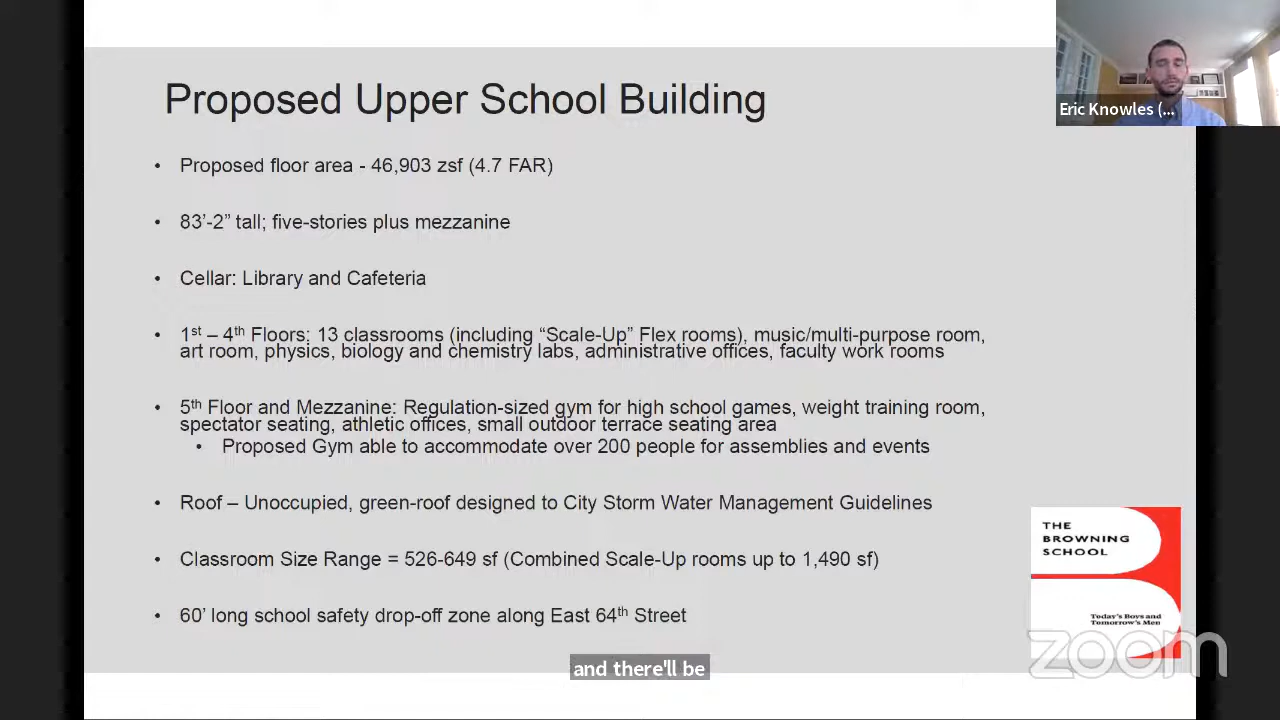 Proposed Upper School Building
Eric Knowles (...
• Proposed floor area - 46,903 zsf (4.7 FAR)
• 83’-2” tall; five-stories plus mezzanine
• Cellar: Library and Cafeteria
• 1st – 4th Floors: 13 classrooms (including “Scale-Up” Flex rooms), music/multi-purpose room,
art room, physics, biology and chemistry labs, administrative offices, faculty work rooms
• 5th Floor and Mezzanine: Regulation-sized gym for high school games, weight training room,
spectator seating, athletic offices, small outdoor terrace seating area
• Proposed Gym able to accommodate over 200 people for assemblies and events
• Roof – Unoccupied, green-roof designed to City Storm Water Management Guidelines
• Classroom Size Range = 526-649 sf (Combined Scale-Up rooms up to 1,490 sf)
• 60’ long school safety drop-off zone along East 64th Street
THE
BROWNING
SCHOOL
Today's Boys and
Tomorrow's Men
zoom
and there'll be